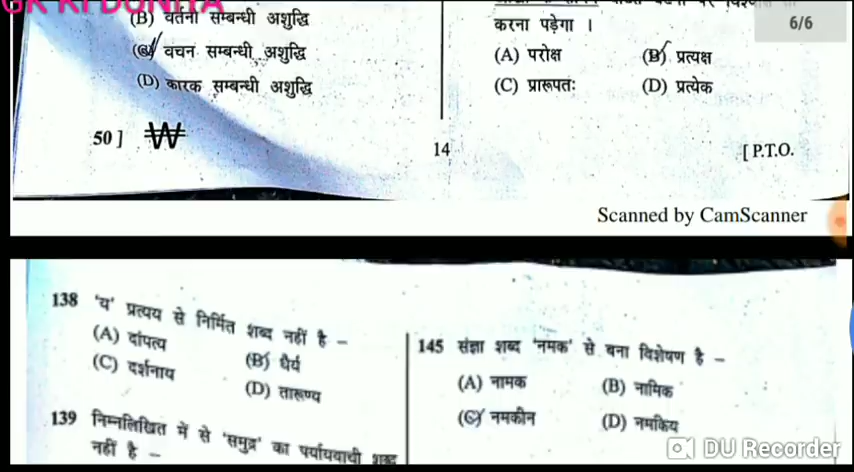 GK KI DUNIYA
6/6
(B) वर्तनी सम्बन्धी अशुद्धि
(C) वचन सम्बन्धी अशुद्धि
(D) कारक सम्बन्धी अशुद्धि
करना पड़ेगा ।
(A) परोक्ष
(B) प्रत्यक्ष
(C) प्रारूपतः
(D) प्रत्येक
50 ]
14
[ P.T.O.
Scanned by CamScanner
138 'य' प्रत्यय से निर्मित शब्द नहीं है –
(A) दांपत्य
(B) धैर्य
(C) दर्शनाय
(D) तारूण्य
139 निम्नलिखित में से 'समुद्र' का पर्यायवाची शब्द
नहीं है –
145 संज्ञा शब्द 'नमक' से बना विशेषण है –
(A) नामक
(B) नामिक
(C) नमकीन
(D) नमकिय
DU Recorder